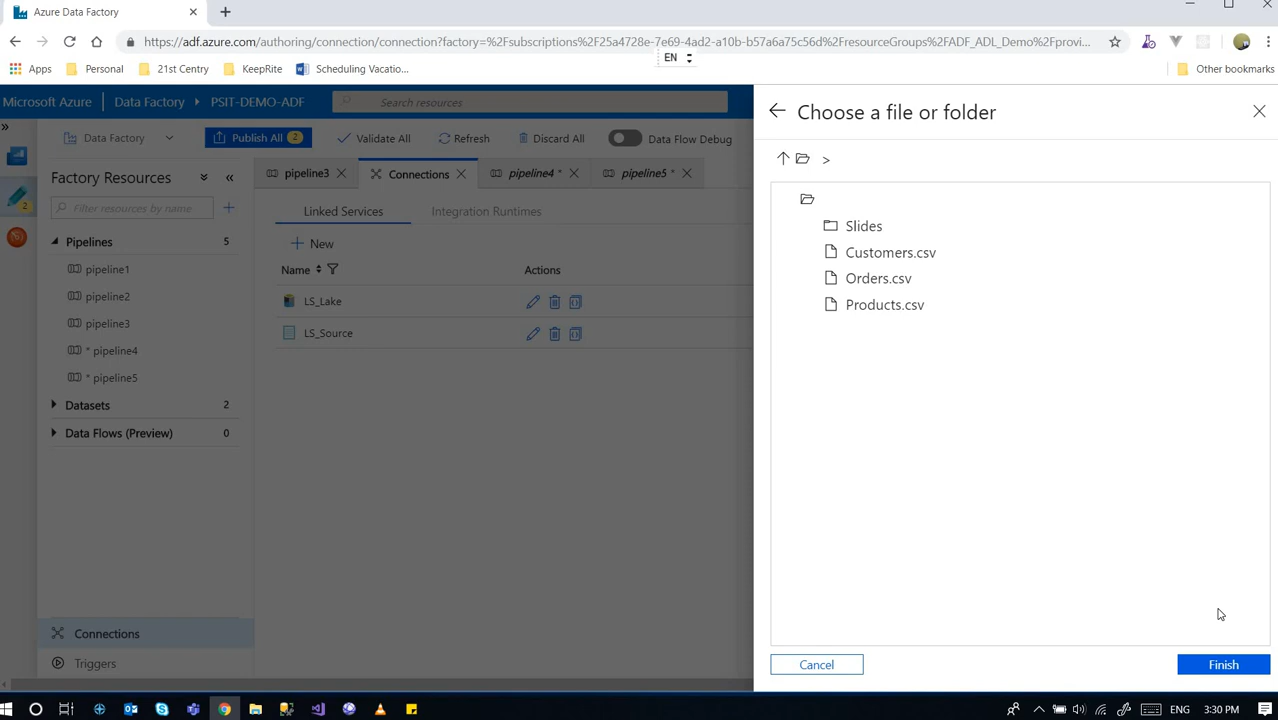 Azure Data Factory
https://adf.azure.com/authoring/connection/connection?factory=%2Fsubscriptions%2F25a4728e-7e69-4ad2-a10b-b57a6a75c56d%2FresourceGroups%2FADF_ADL_Demo%2Fprovi...
EN
Apps Personal 21st Centry KeepRite Scheduling Vacatio... Other bookmarks
Microsoft Azure Data Factory PSIT-DEMO-ADF Search resources
Choose a file or folder
Data Factory Publish All 2 Validate All Refresh Discard All Data Flow Debug
>
Factory Resources
pipeline3 Connections pipeline4 * pipeline5 *
2
Filter resources by name
Linked Services Integration Runtimes
Slides
Pipelines 5
New
Customers.csv
pipeline1
Name Actions
Orders.csv
pipeline2
LS_Lake
Products.csv
pipeline3
LS_Source
* pipeline4
* pipeline5
Datasets 2
Data Flows (Preview) 0
Connections
Triggers
Cancel Finish
ENG 3:30 PM